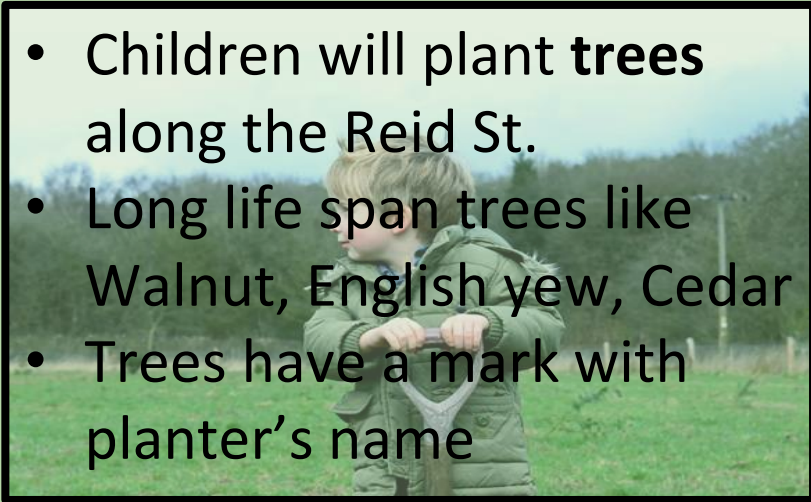 • Children will plant trees
along the Reid St.
• Long life span trees like
Walnut, English yew, Cedar
• Trees have a mark with
planter’s name